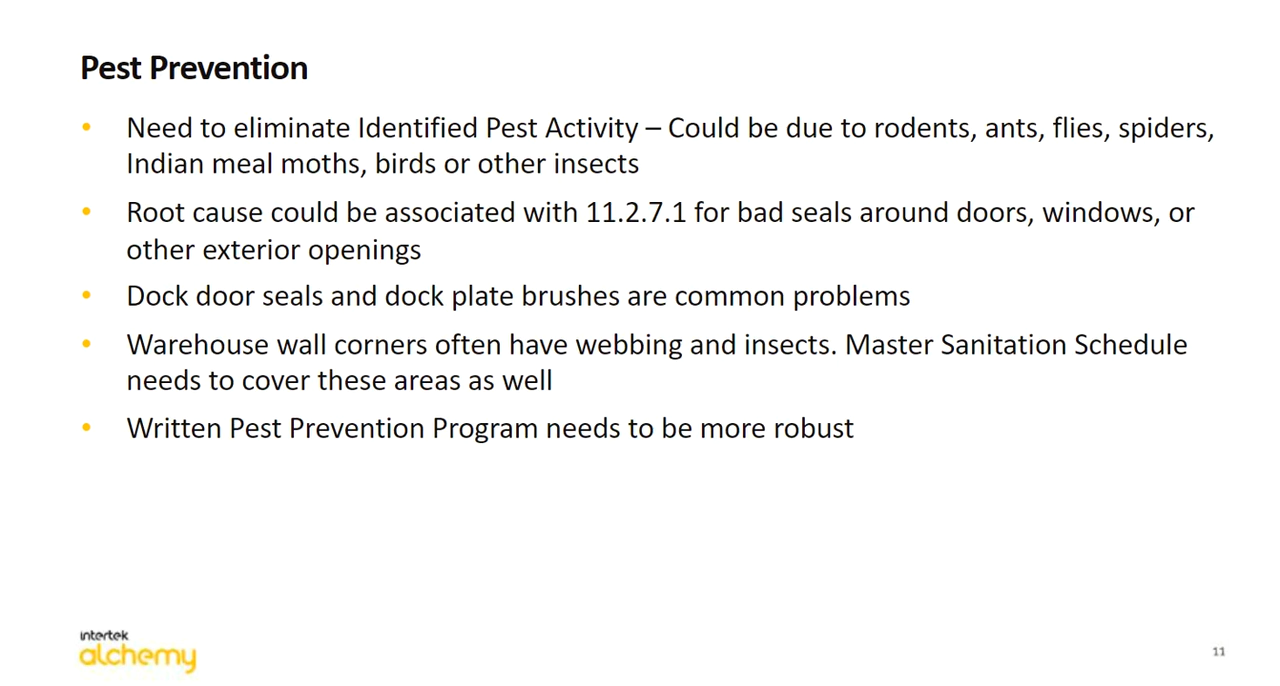 Pest Prevention
• Need to eliminate Identified Pest Activity – Could be due to rodents, ants, flies, spiders,
Indian meal moths, birds or other insects
• Root cause could be associated with 11.2.7.1 for bad seals around doors, windows, or
other exterior openings
• Dock door seals and dock plate brushes are common problems
• Warehouse wall corners often have webbing and insects. Master Sanitation Schedule
needs to cover these areas as well
• Written Pest Prevention Program needs to be more robust
intertek
alchemy
11